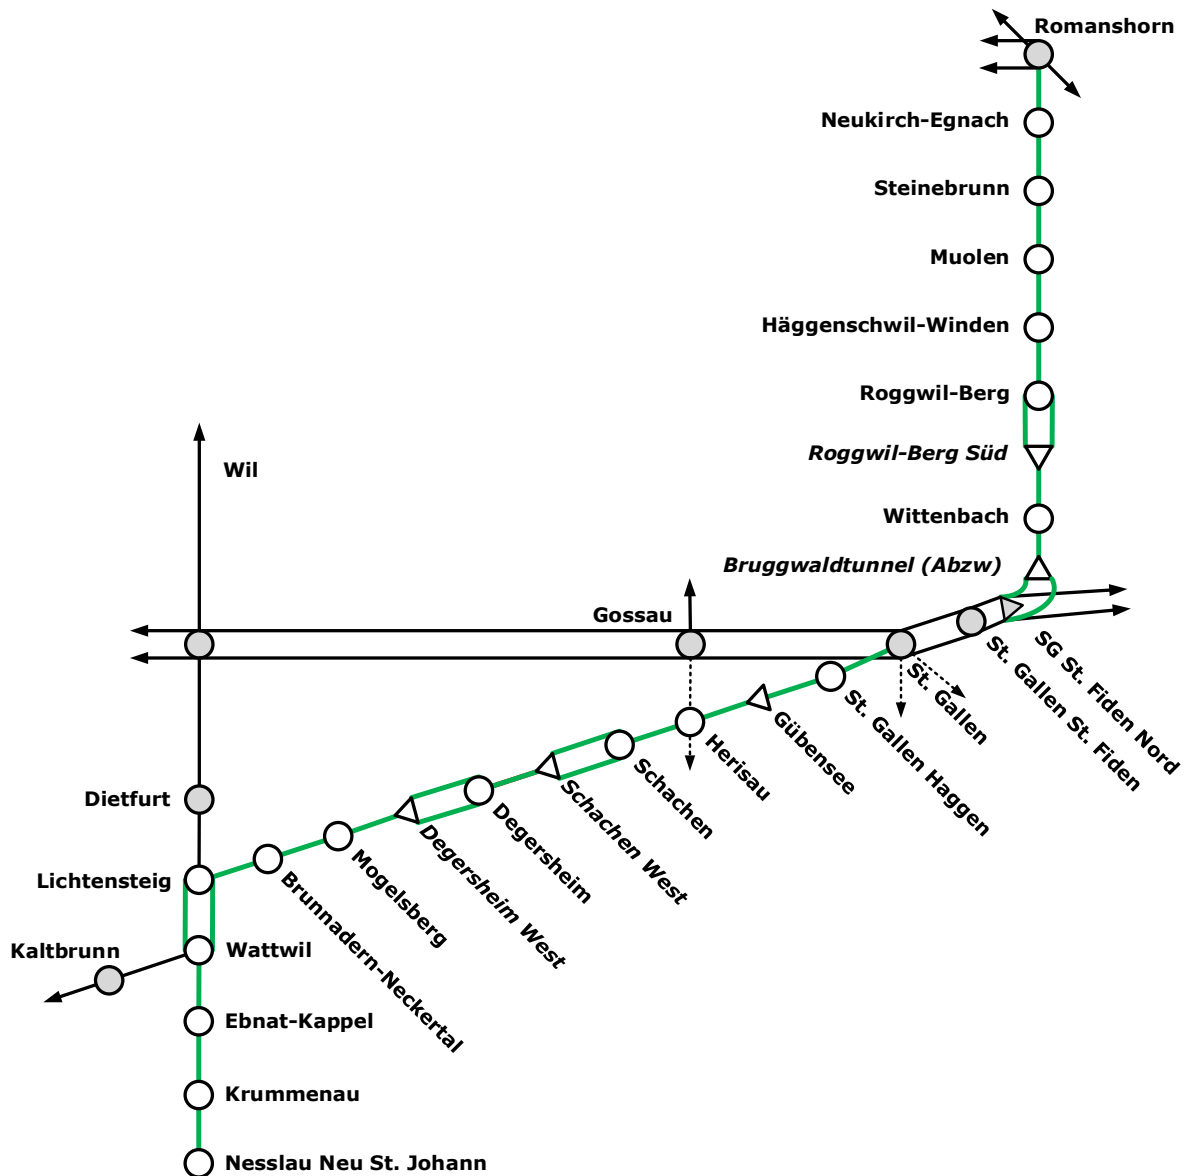 Romanshorn
Neukirch-Egnach
Steinebrunn
Muolen
Häggenschwil-Winden
Roggwil-Berg
Roggwil-Berg Süd
Wil
Wittenbach
Bruggwaldtunnel (Abzw)
Gossau
SG St. Fiden Nord
St. Gallen St. Fiden
St. Gallen
St. Gallen Haggen
Gübensee
Herisau
Schachen
Schachen West
Degersheim
Degersheim West
Mogelsberg
Brunnadern-Neckertal
Dietfurt
Lichtensteig
Kaltbrunn
Wattwil
Ebnat-Kappel
Krummenau
Nesslau Neu St. Johann